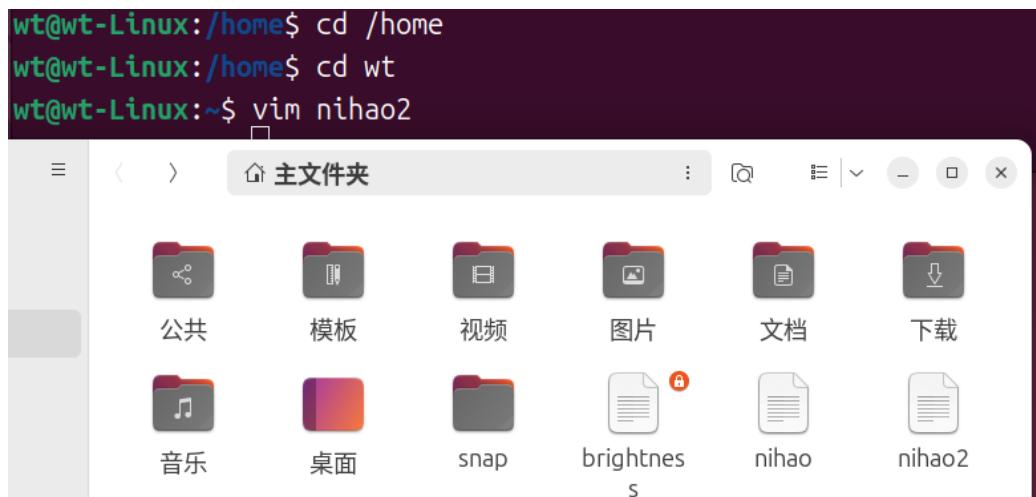 wt@wt-Linux:/home$ cd /home
wt@wt-Linux:/home$ cd wt
wt@wt-Linux:~$ vim nihao2
主文件夹
公共 模板 视频 图片 文档 下载
音乐 桌面 snap brightnes nihao nihao2
s